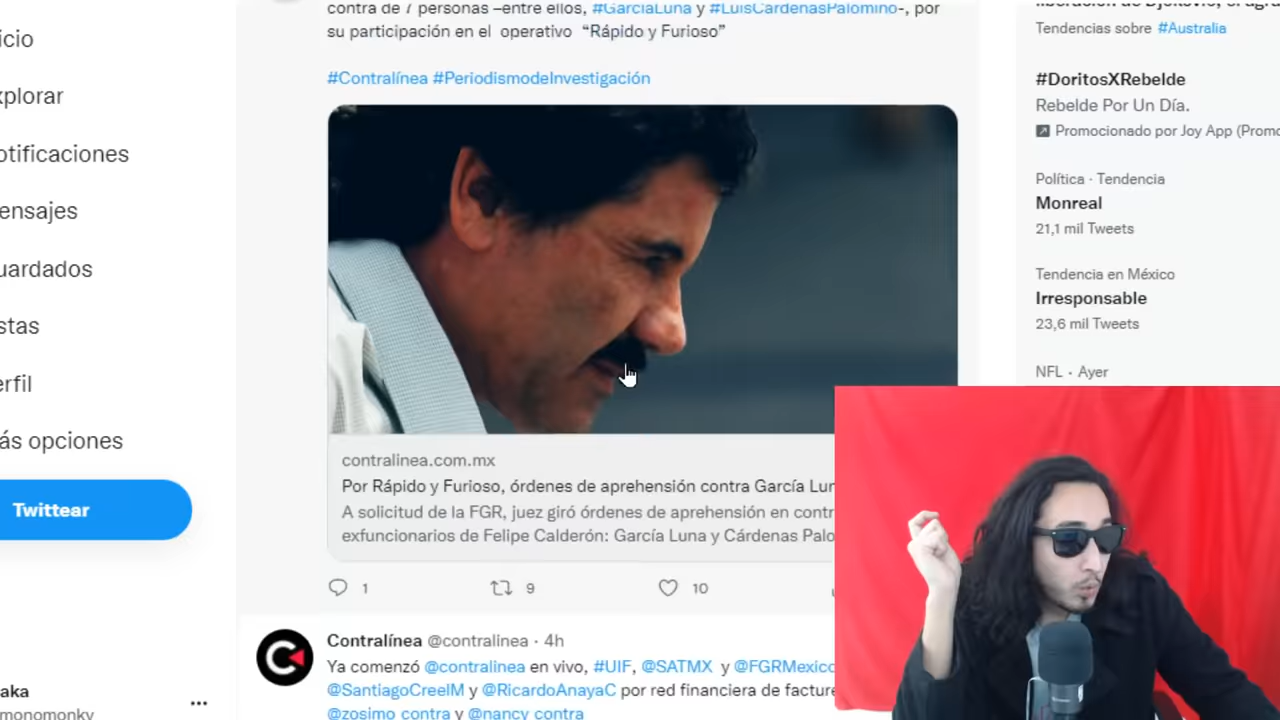 icio
xplorar
otificaciones
ensajes
uardados
stas
erfil
ás opciones
Twittear
aka
monomonky
contra de 7 personas –entre ellos, #GarcíaLuna y #LuisCárdenasPalomino-, por
su participación en el operativo “Rápido y Furioso”
#Contralínea #PeriodismodeInvestigación
contralinea.com.mx
Por Rápido y Furioso, órdenes de aprehensión contra García Lun
A solicitud de la FGR, juez giró órdenes de aprehensión en contr
exfuncionarios de Felipe Calderón: García Luna y Cárdenas Palo
1
9
10
Contralínea @contralinea · 4h
Ya comenzó @contralinea en vivo, #UIF, @SATMX y @FGRMexico
@SantiagoCreelM y @RicardoAnayaC por red financiera de facture
@zosimo_contra y @nancy_contra
Tendencias sobre #Australia
#DoritosXRebelde
Rebelde Por Un Día.
Promocionado por Joy App (Promo
Política · Tendencia
Monreal
21,1 mil Tweets
Tendencia en México
Irresponsable
23,6 mil Tweets
NFL · Ayer